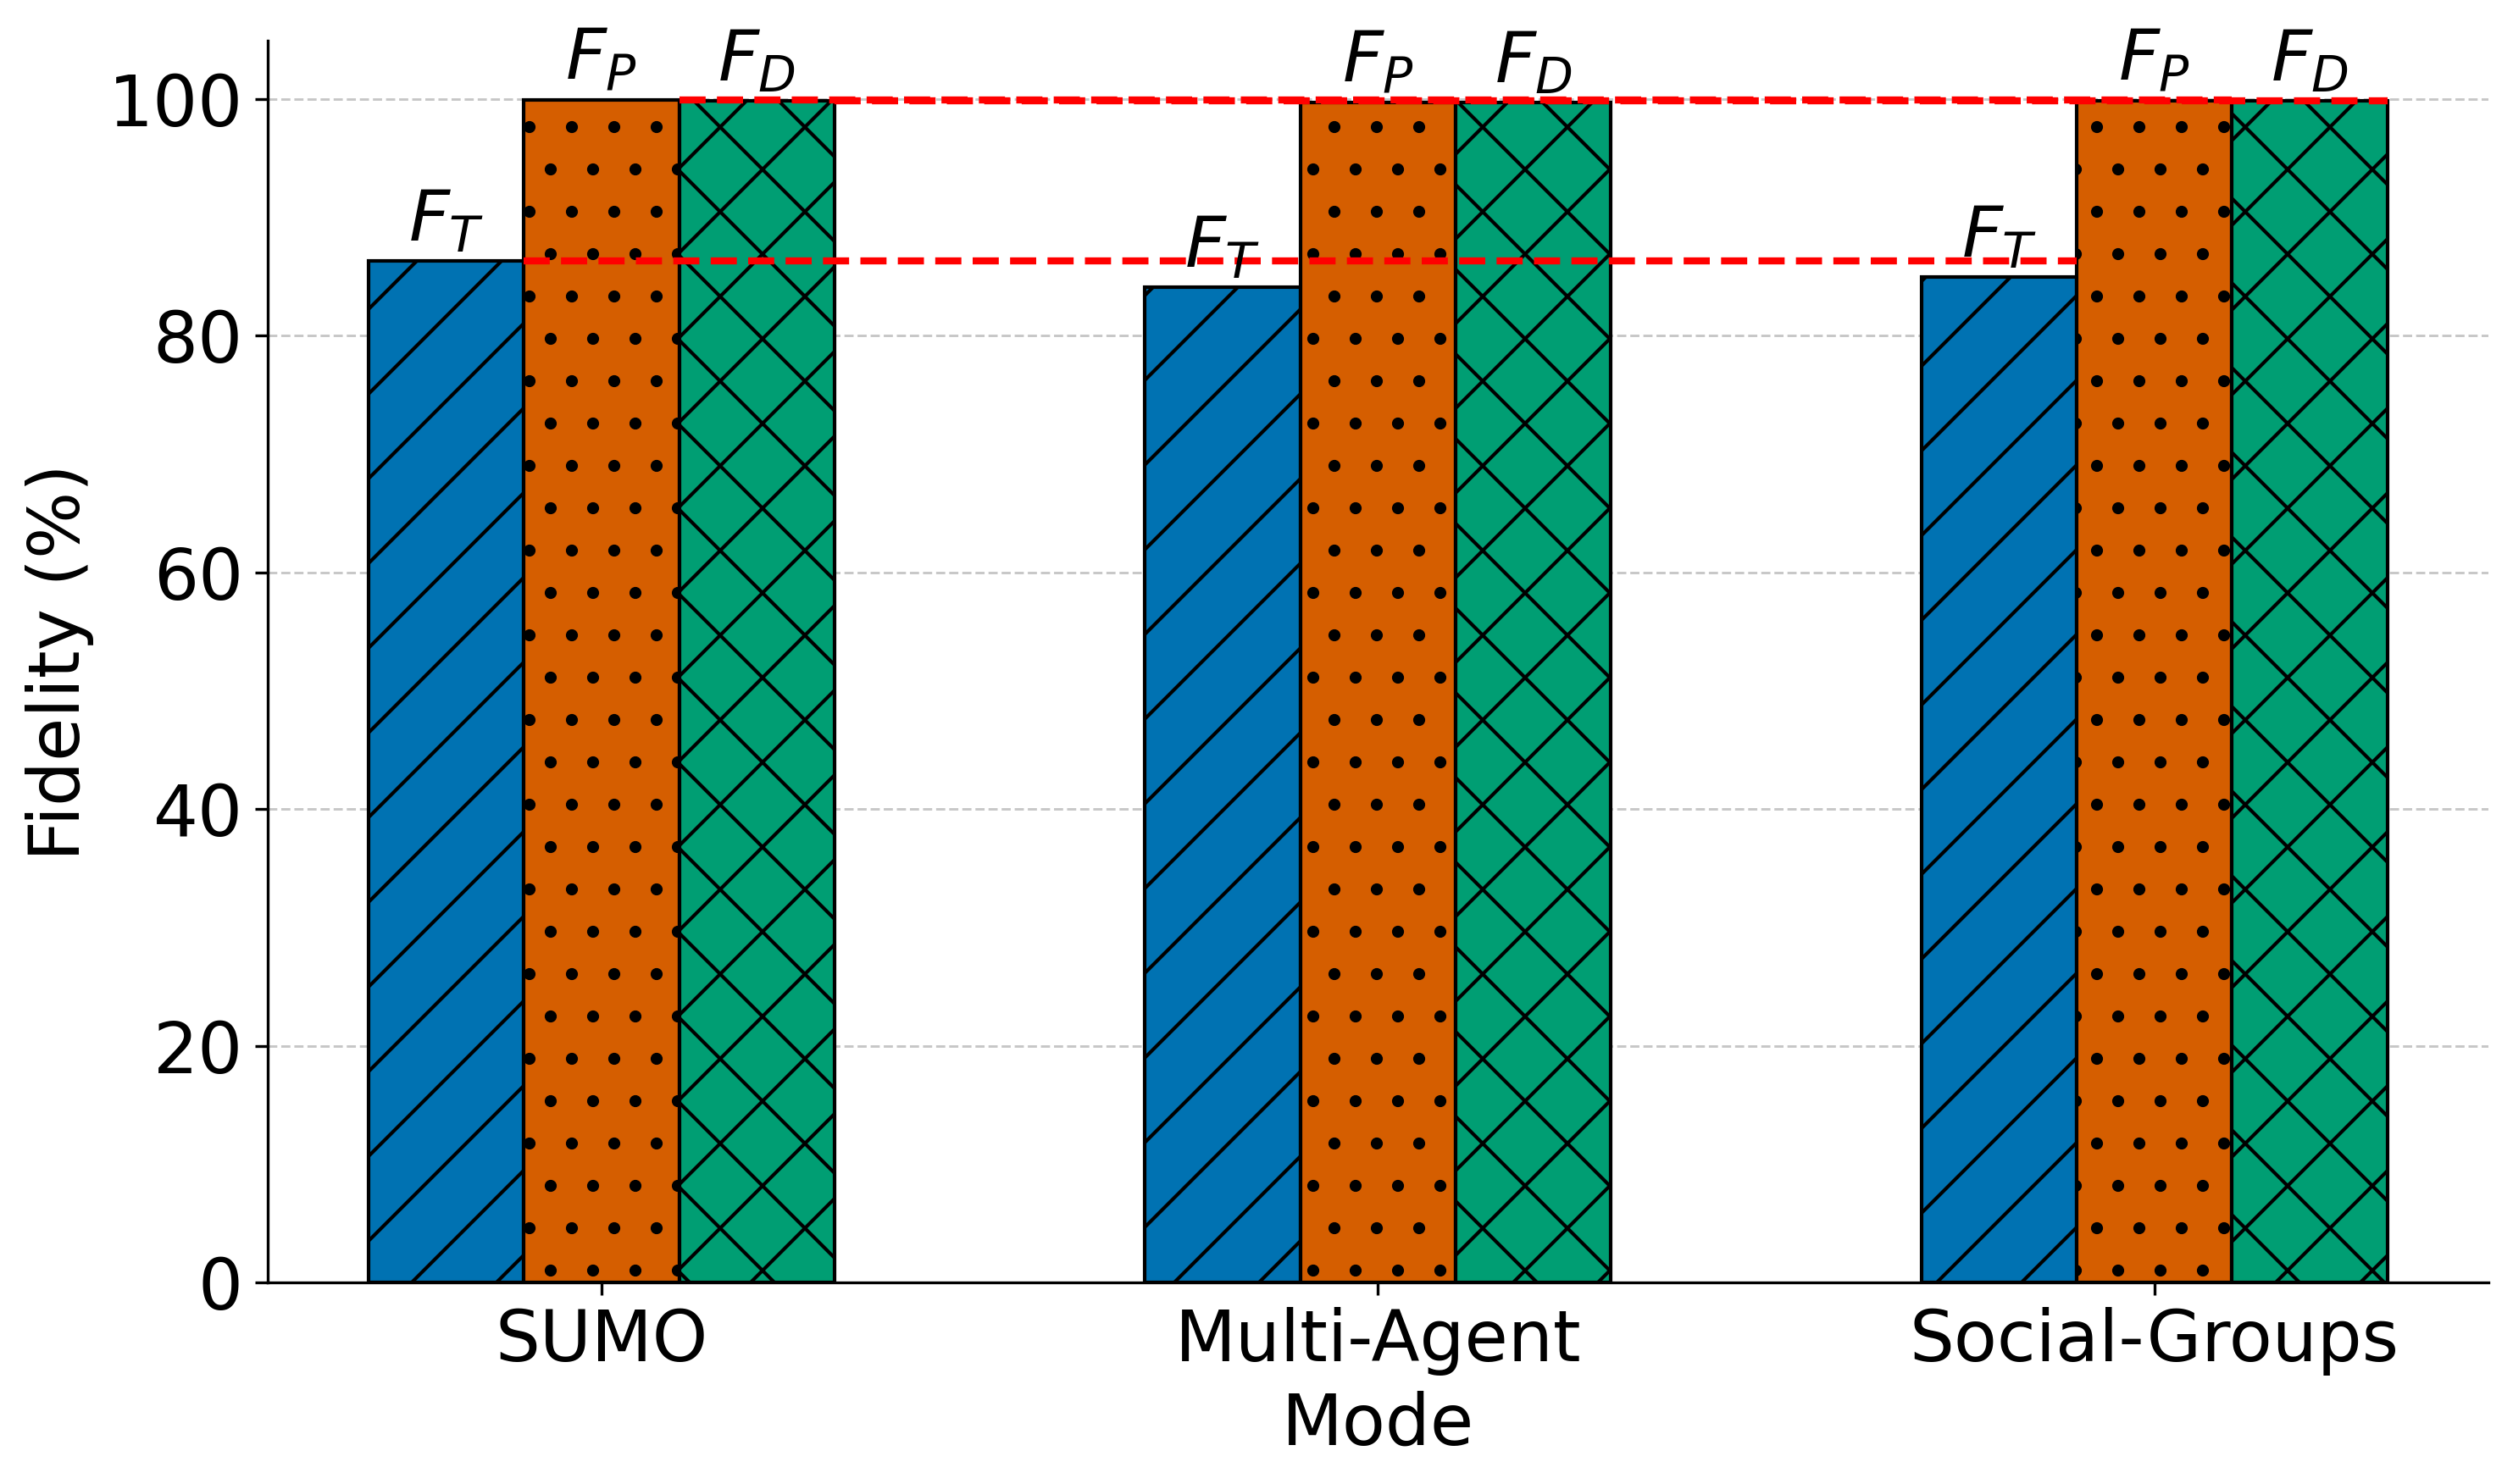 Fidelity (%)
100
80
60
40
20
0
F_T
F_P
F_D
F_T
F_P
F_D
F_T
F_P
F_D
SUMO
Multi-Agent
Social-Groups
Mode